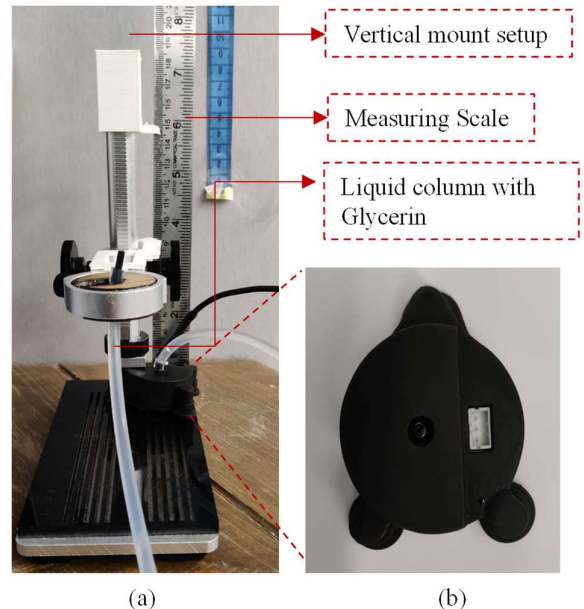 Vertical mount setup
Measuring Scale
Liquid column with
Glycerin
(a)
(b)